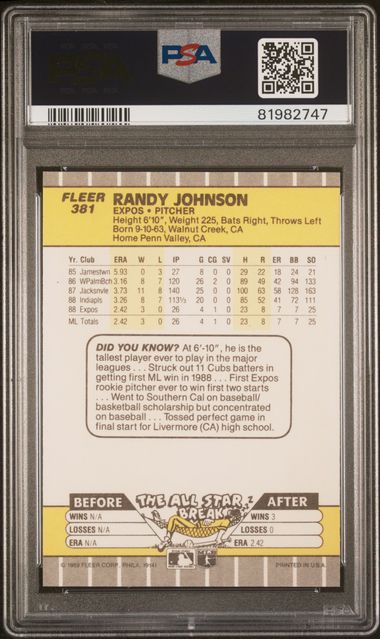 PSA
81982747
FLEER
381
RANDY JOHNSON
EXPOS • PITCHER
Height 6'10", Weight 225, Bats Right, Throws Left
Born 9-10-63, Walnut Creek, CA
Home Penn Valley, CA
Yr. Club ERA W L IP G CG SV H R ER BB SO
85 Jamestwn 5.93 0 3 27 8 0 0 29 22 18 24 21
86 WPalmBch 3.16 8 7 120 26 2 0 89 49 42 94 133
87 Jacksnvle 3.73 11 8 140 25 0 0 100 63 58 128 163
88 Indiapls 3.26 8 7 113⅓ 20 0 0 85 52 41 72 111
88 Expos 2.42 3 0 26 4 1 0 23 8 7 7 25
ML Totals 2.42 3 0 26 4 1 0 23 8 7 7 25
DID YOU KNOW? At 6'-10", he is the
tallest player ever to play in the major
leagues . . . Struck out 11 Cubs batters in
getting first ML win in 1988 . . . First Expos
rookie pitcher ever to win first two starts
. . . Went to Southern Cal on baseball/
basketball scholarship but concentrated
on baseball . . . Tossed perfect game in
final start for Livermore (CA) high school.
BEFORE THE ALL STAR BREAK AFTER
WINS N/A WINS 3
LOSSES N/A LOSSES 0
ERA N/A ERA 2.42
© 1989 FLEER CORP., PHILA. 19141 PRINTED IN U.S.A.